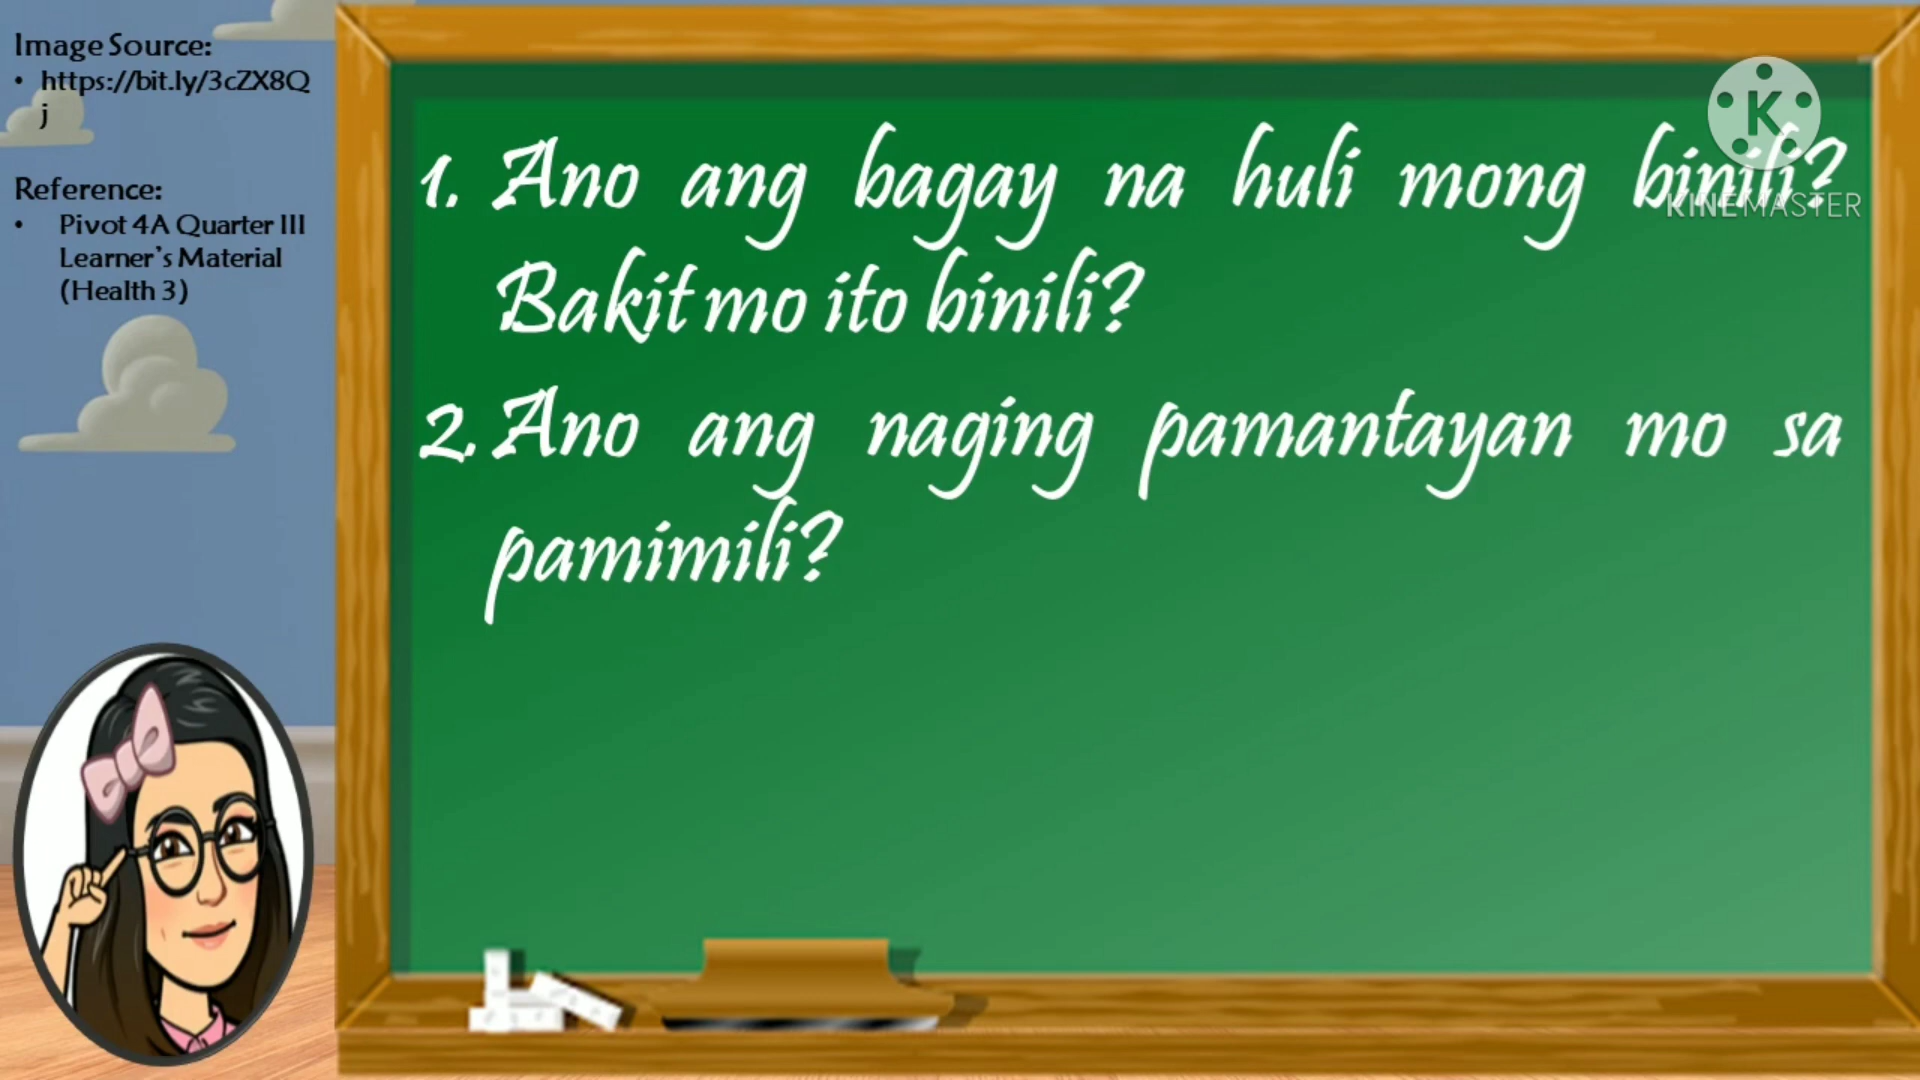 Image Source:
• https://bit.ly/3cZX8Q
j
Reference:
• Pivot 4A Quarter III
Learner's Material
(Health 3)
1. Ano ang bagay na huli mong binili?
Bakit mo ito binili?
2. Ano ang naging pamantayan mo sa
pamimili?
K
KINEMASTER